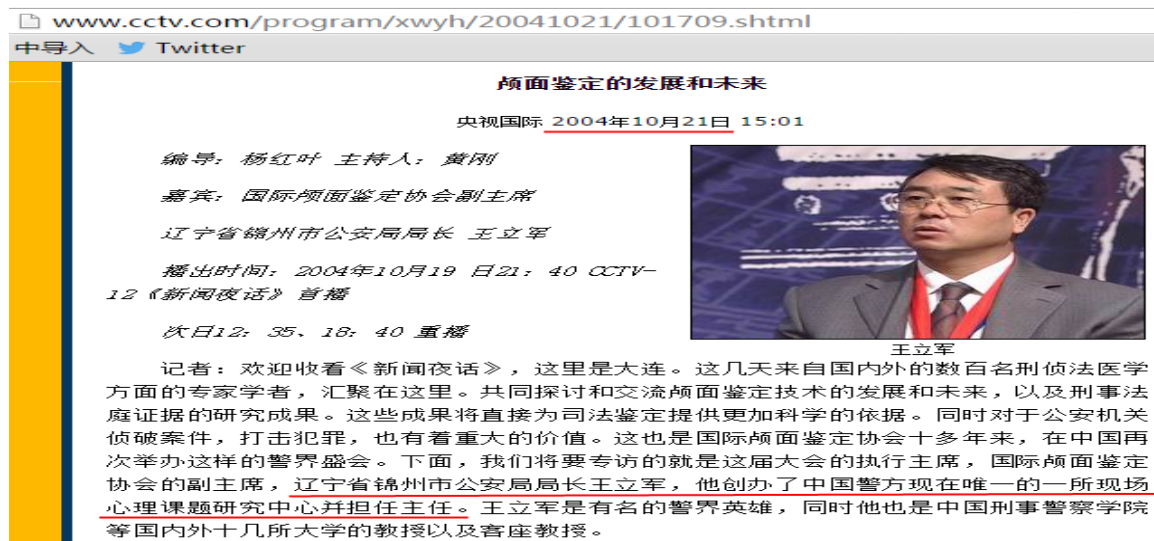 www.cctv.com/program/xwyh/20041021/101709.shtml
中导入 Twitter
颅面鉴定的发展和未来
央视国际 2004年10月21日 15:01
编导：杨红叶 主持人：黄刚
嘉宾：国际颅面鉴定协会副主席
辽宁省锦州市公安局局长 王立军
播出时间：2004年10月19 日21：40 CCTV-
12《新闻夜话》首播
次日12：35、18：40 重播
王立军
记者：欢迎收看《新闻夜话》，这里是大连。这几天来自国内外的数百名刑侦法医学
方面的专家学者，汇聚在这里。共同探讨和交流颅面鉴定技术的发展和未来，以及刑事法
庭证据的研究成果。这些成果将直接为司法鉴定提供更加科学的依据。同时对于公安机关
侦破案件，打击犯罪，也有着重大的价值。这也是国际颅面鉴定协会十多年来，在中国再
次举办这样的警界盛会。下面，我们将要专访的就是这届大会的执行主席，国际颅面鉴定
协会的副主席，辽宁省锦州市公安局局长王立军，他创办了中国警方现在唯一的一所现场
心理课题研究中心并担任主任。王立军是有名的警界英雄，同时他也是中国刑事警察学院
等国内外十几所大学的教授以及客座教授。